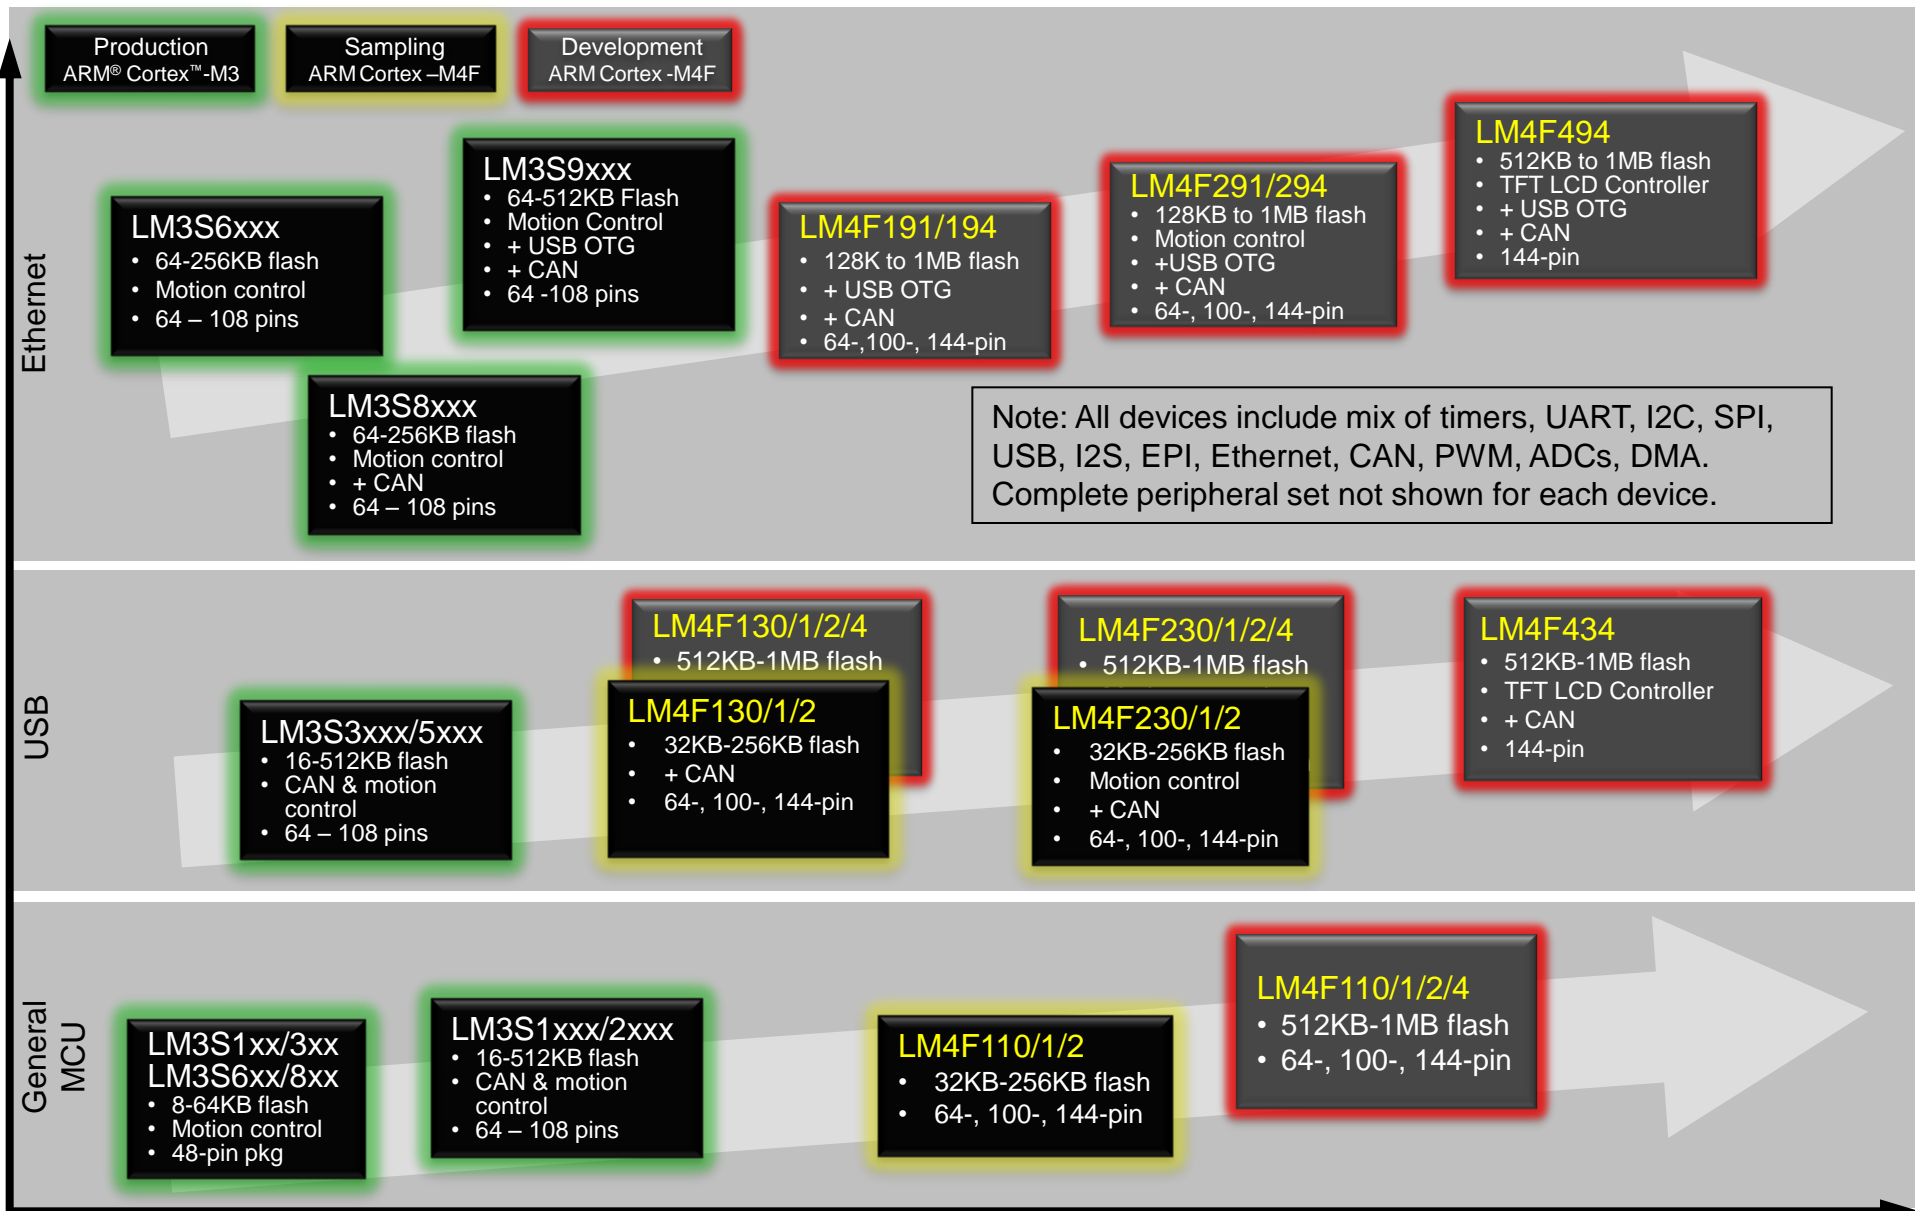 Production
ARM® Cortex™-M3
Sampling
ARM Cortex –M4F
Development
ARM Cortex -M4F
Ethernet
LM3S6xxx
• 64-256KB flash
• Motion control
• 64 – 108 pins
LM3S9xxx
• 64-512KB Flash
• Motion Control
• + USB OTG
• + CAN
• 64 -108 pins
LM3S8xxx
• 64-256KB flash
• Motion control
• + CAN
• 64 – 108 pins
LM4F191/194
• 128K to 1MB flash
• + USB OTG
• + CAN
• 64-,100-, 144-pin
LM4F291/294
• 128KB to 1MB flash
• Motion control
• +USB OTG
• + CAN
• 64-, 100-, 144-pin
LM4F494
• 512KB to 1MB flash
• TFT LCD Controller
• + USB OTG
• + CAN
• 144-pin
Note: All devices include mix of timers, UART, I2C, SPI,
USB, I2S, EPI, Ethernet, CAN, PWM, ADCs, DMA.
Complete peripheral set not shown for each device.
USB
LM3S3xxx/5xxx
• 16-512KB flash
• CAN & motion
control
• 64 – 108 pins
LM4F130/1/2/4
• 512KB-1MB flash
LM4F130/1/2
• 32KB-256KB flash
• + CAN
• 64-, 100-, 144-pin
LM4F230/1/2/4
• 512KB-1MB flash
LM4F230/1/2
• 32KB-256KB flash
• Motion control
• + CAN
• 64-, 100-, 144-pin
LM4F434
• 512KB-1MB flash
• TFT LCD Controller
• + CAN
• 144-pin
General
MCU
LM3S1xx/3xx
LM3S6xx/8xx
• 8-64KB flash
• Motion control
• 48-pin pkg
LM3S1xxx/2xxx
• 16-512KB flash
• CAN & motion
control
• 64 – 108 pins
LM4F110/1/2
• 32KB-256KB flash
• 64-, 100-, 144-pin
LM4F110/1/2/4
• 512KB-1MB flash
• 64-, 100-, 144-pin